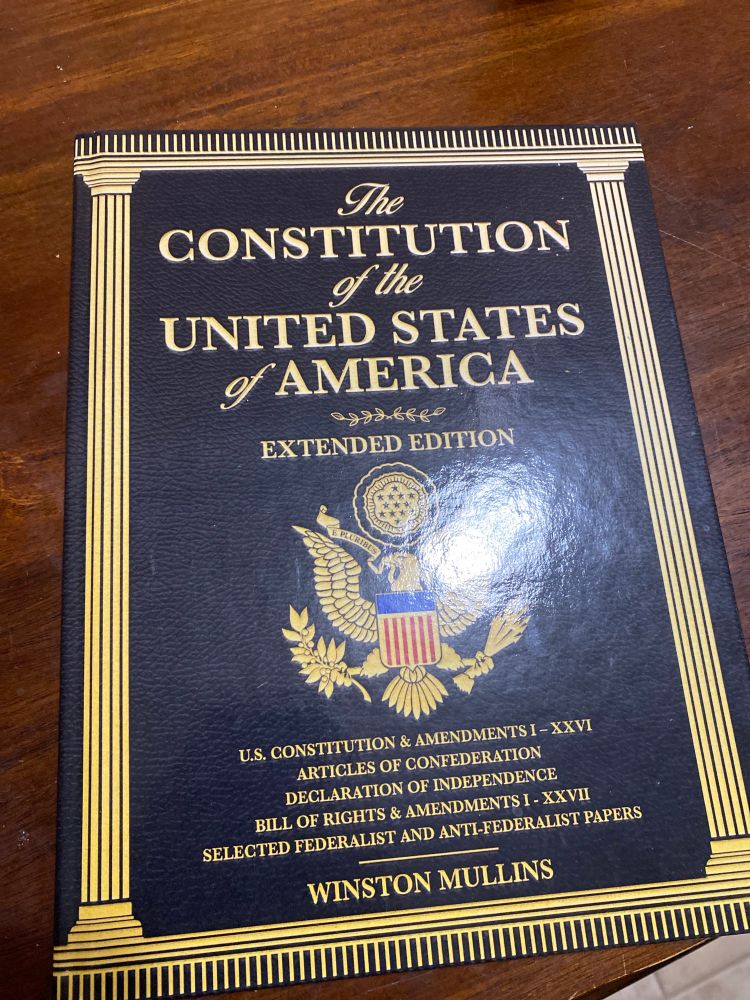 The
CONSTITUTION
of the
UNITED STATES
of AMERICA
EXTENDED EDITION
E PLURIBUS
U.S. CONSTITUTION & AMENDMENTS I – XXVI
ARTICLES OF CONFEDERATION
DECLARATION OF INDEPENDENCE
BILL OF RIGHTS & AMENDMENTS I - XXVII
SELECTED FEDERALIST AND ANTI-FEDERALIST PAPERS
WINSTON MULLINS